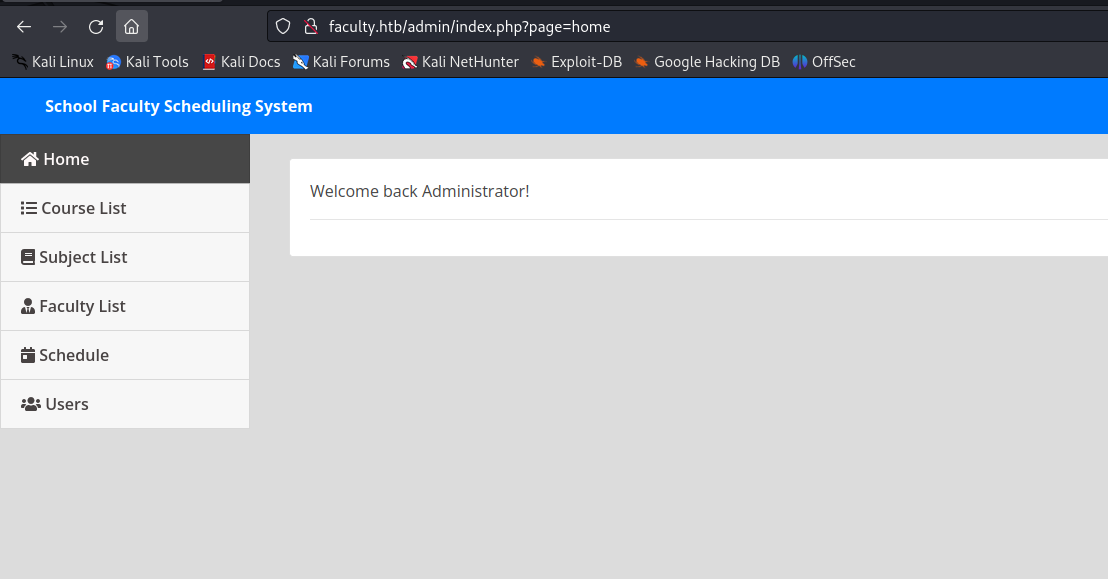 faculty.htb/admin/index.php?page=home
Kali Linux Kali Tools Kali Docs Kali Forums Kali NetHunter Exploit-DB Google Hacking DB OffSec
School Faculty Scheduling System
Home
Welcome back Administrator!
Course List
Subject List
Faculty List
Schedule
Users